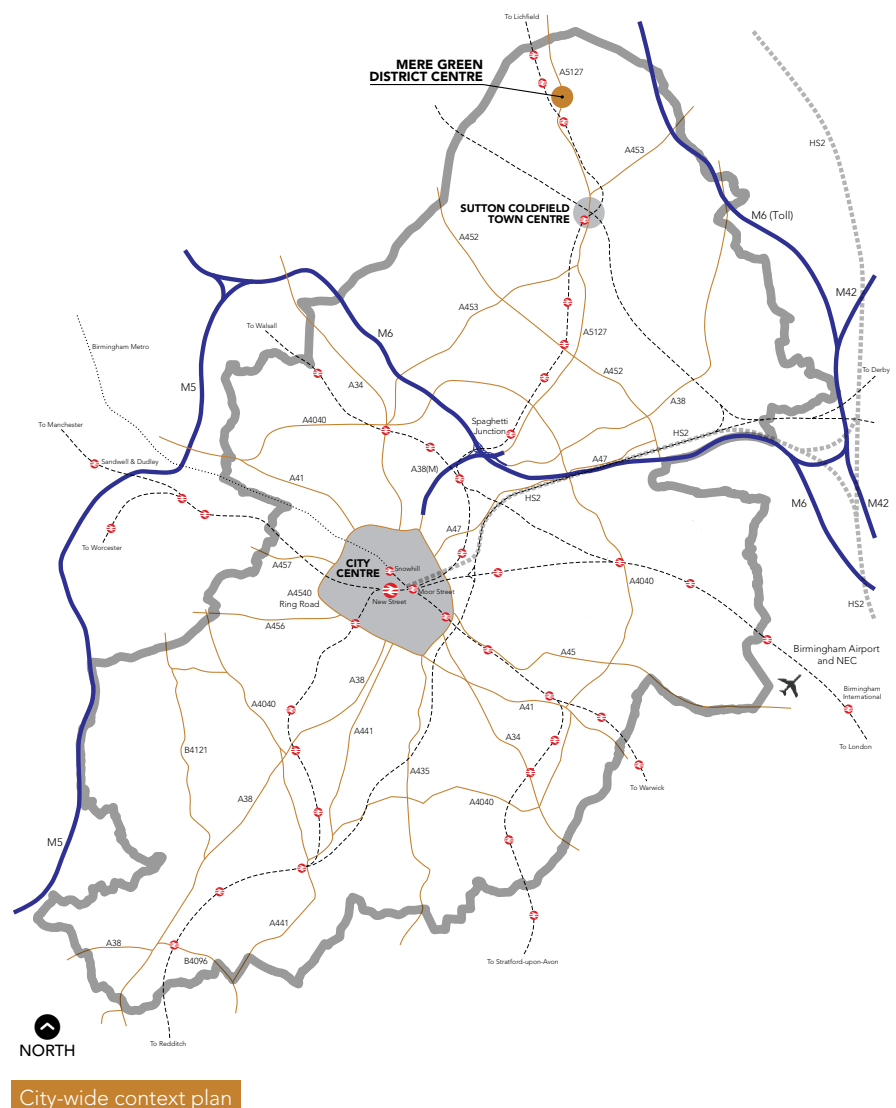 To Lichfield
MERE GREEN
DISTRICT CENTRE
A5127
HS2
A453
SUTTON COLDFIELD
TOWN CENTRE
M6 (Toll)
A452
M42
A453
To Walsall
M6
A5127
Birmingham Metro
A452
To Derby
M5
A34
A38
A4040
Spaghetti
Junction
To Manchester
HS2
Sandwell & Dudley
A47
A38(M)
A41
HS2
M6
M42
A47
To Worcester
CITY
CENTRE
Snowhill
A457
A4540
Ring Road
New Street
Moor Street
A4040
HS2
A456
A45
Birmingham Airport
and NEC
A38
Birmingham
International
A4040
A41
A441
A34
B4121
To London
A435
A38
A4040
To Warwick
M5
A441
A38
B4096
To Stratford-upon-Avon
To Redditch
NORTH
City-wide context plan